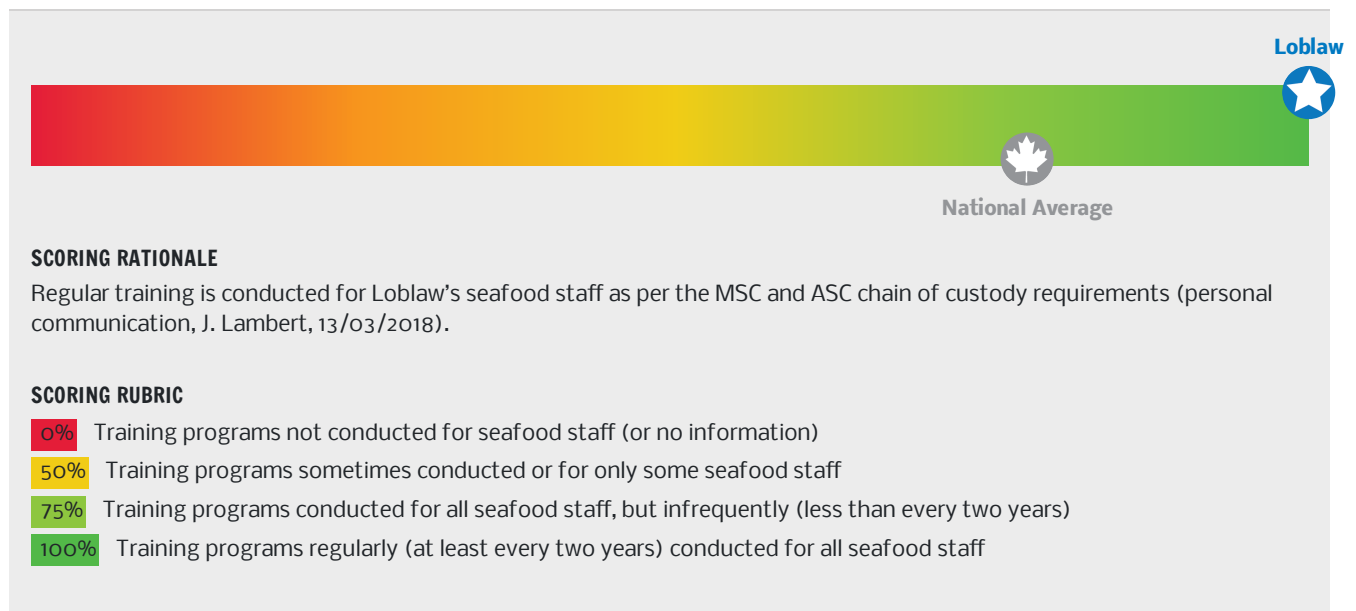 Loblaw
National Average
SCORING RATIONALE
Regular training is conducted for Loblaw’s seafood staff as per the MSC and ASC chain of custody requirements (personal
communication, J. Lambert, 13/03/2018).
SCORING RUBRIC
0% Training programs not conducted for seafood staff (or no information)
50% Training programs sometimes conducted or for only some seafood staff
75% Training programs conducted for all seafood staff, but infrequently (less than every two years)
100% Training programs regularly (at least every two years) conducted for all seafood staff